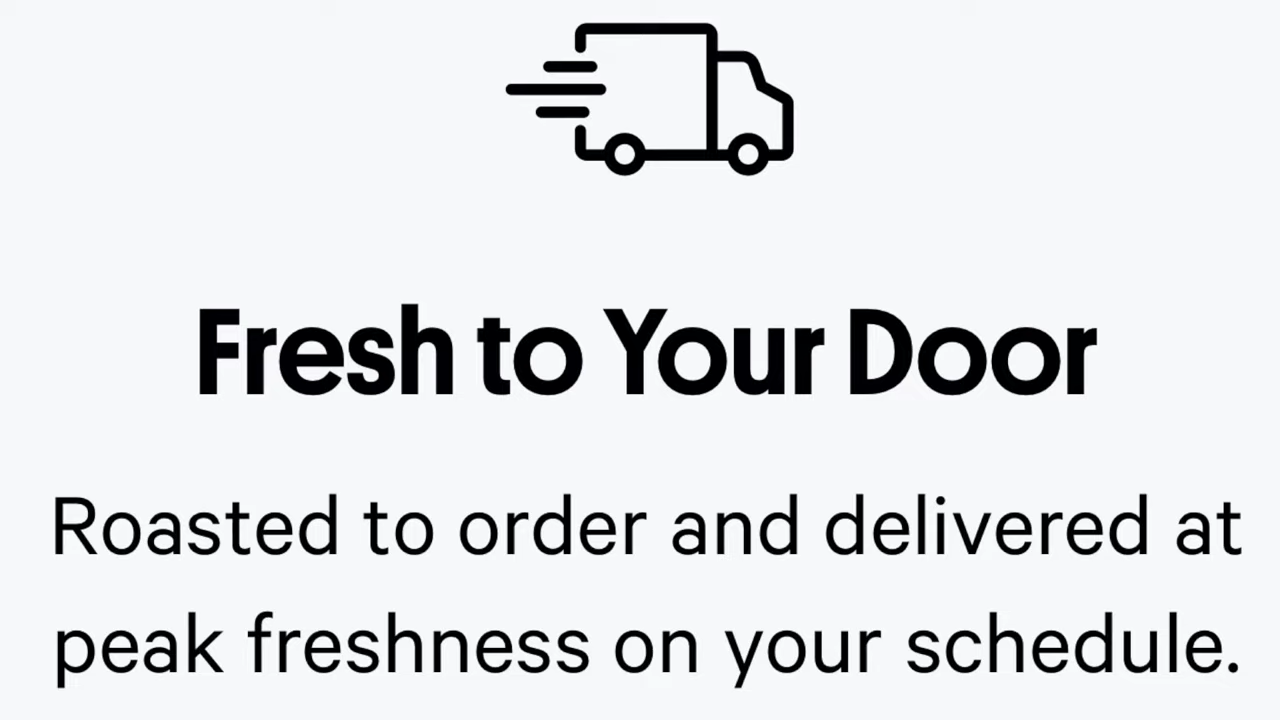 Fresh to Your Door
Roasted to order and delivered at
peak freshness on your schedule.